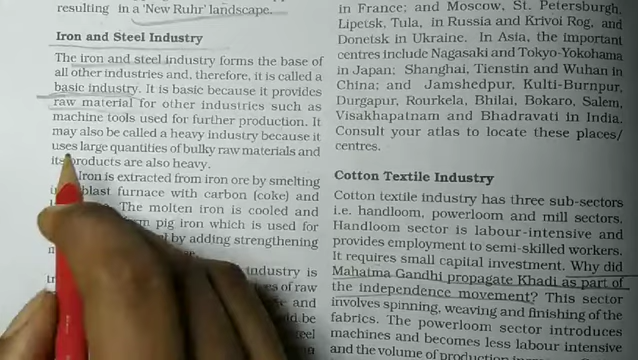 resulting in a 'New Ruhr' landscape.
Iron and Steel Industry
The iron and steel industry forms the base of
all other industries and, therefore, it is called a
basic industry. It is basic because it provides
raw material for other industries such as
machine tools used for further production. It
may also be called a heavy industry because it
uses large quantities of bulky raw materials and
its products are also heavy.
Iron is extracted from iron ore by smelting
blast furnace with carbon (coke) and
The molten iron is cooled and
pig iron which is used for
by adding strengthening
industry is
of raw
and
be
in France; and Moscow, St. Petersburgh,
Lipetsk, Tula, in Russia and Krivoi Rog, and
Donetsk in Ukraine. In Asia, the important
centres include Nagasaki and Tokyo-Yokohama
in Japan; Shanghai, Tienstin and Wuhan in
China; and Jamshedpur, Kulti-Burnpur,
Durgapur, Rourkela, Bhilai, Bokaro, Salem,
Visakhapatnam and Bhadravati in India.
Consult your atlas to locate these places/
centres.
Cotton Textile Industry
Cotton textile industry has three sub-sectors
i.e. handloom, powerloom and mill sectors.
Handloom sector is labour-intensive and
provides employment to semi-skilled workers.
It requires small capital investment. Why did
Mahatma Gandhi propagate Khadi as part of
the independence movement? This sector
involves spinning, weaving and finishing of the
fabrics. The powerloom sector introduces
machines and becomes less labour intensive
and the volume of production